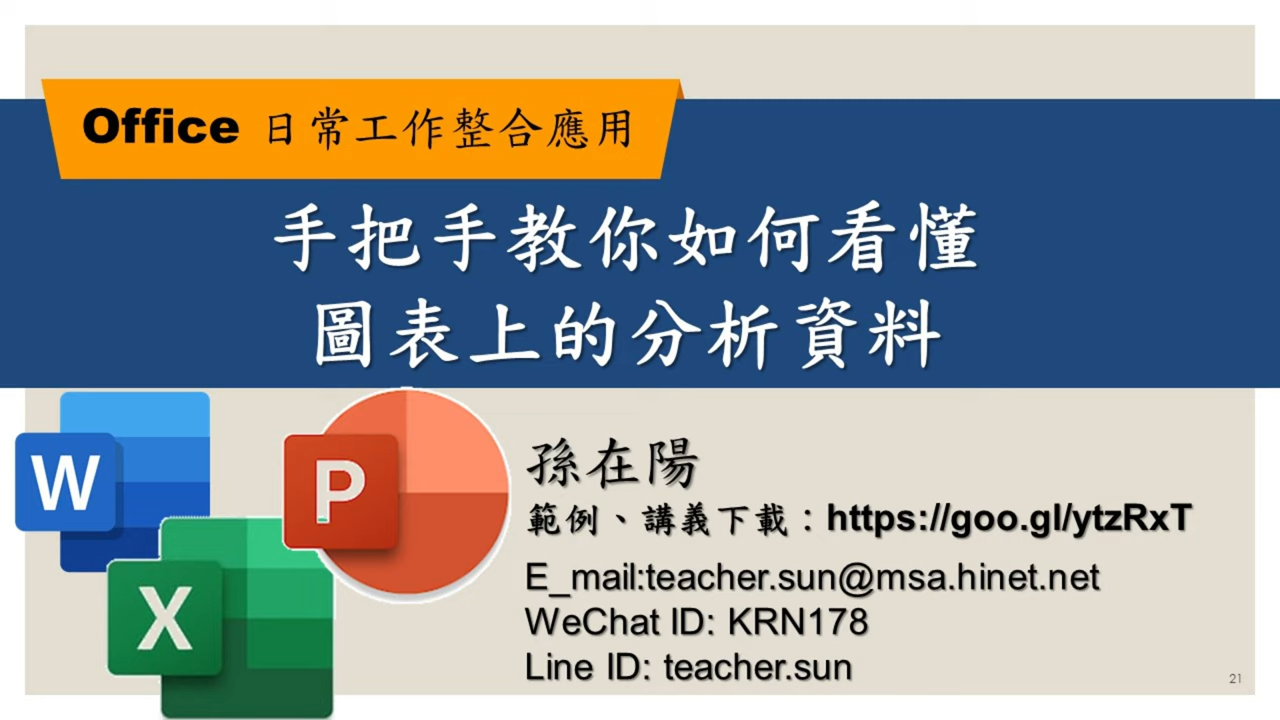 Office 日常工作整合應用
手把手教你如何看懂
圖表上的分析資料
W
P
X
孫在陽
範例、講義下載：https://goo.gl/ytzRxT
E_mail:teacher.sun@msa.hinet.net
WeChat ID: KRN178
Line ID: teacher.sun
21